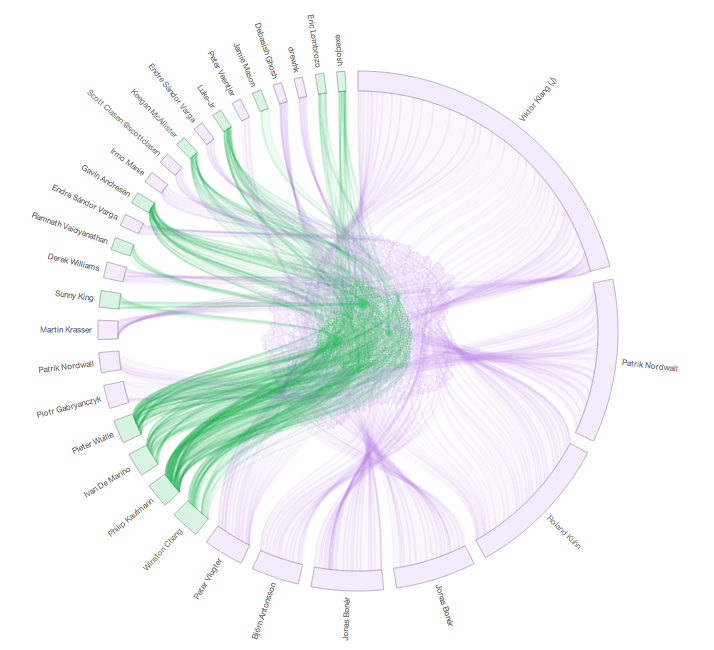 execjosh
Eric Lombrozo
drewhk
Debasish Ghosh
Jamie Mason
Peter Veentjer
Luke-Jr
Endre Sándor Varga
Keegan McAllister
Scott Clasen @scottclasen
Irmo Manie
Gavin Andresen
Endre Sándor Varga
Ramnath Vaidyanathan
Derek Williams
Sunny King
Martin Krasser
Patrik Nordwall
Piotr Gabryanczyk
Pieter Wuille
Ivan De Marino
Philip Kaufmann
Winston Chang
Peter Vlugter
Björn Antonsson
Jonas Bonér
Jonas Bonér
Roland Kuhn
Patrik Nordwall
Viktor Klang (√)